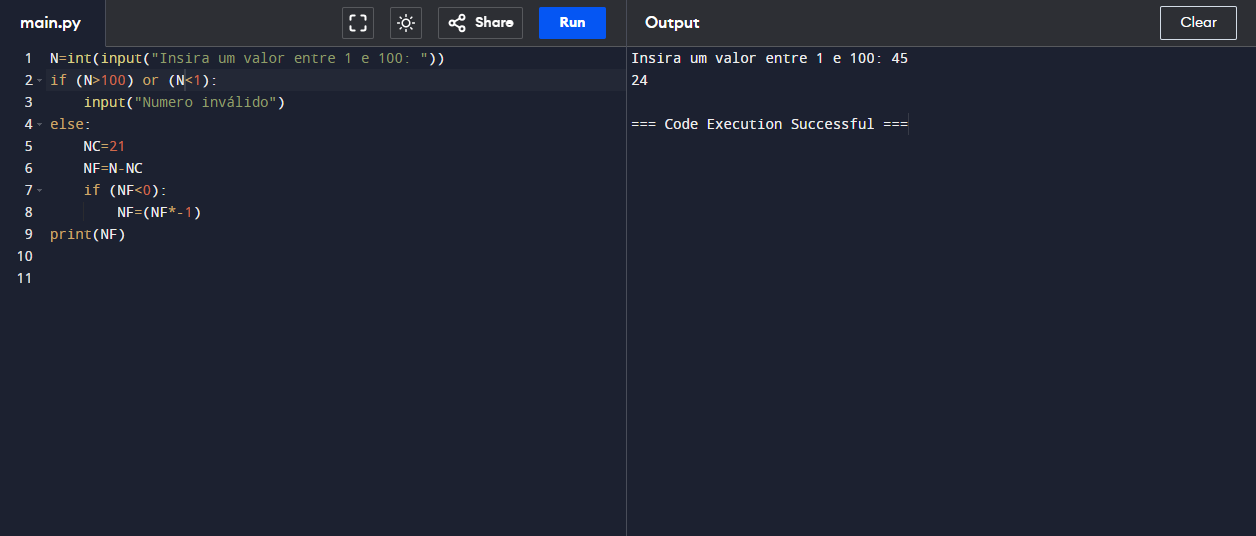 main.py
Share
Run
Output
Clear
1 N=int(input("Insira um valor entre 1 e 100: "))
2 if (N>100) or (N<1):
3     input("Numero inválido")
4 else:
5     NC=21
6     NF=N-NC
7     if (NF<0):
8         NF=(NF*-1)
9 print(NF)
10
11
Insira um valor entre 1 e 100: 45
24
=== Code Execution Successful ===